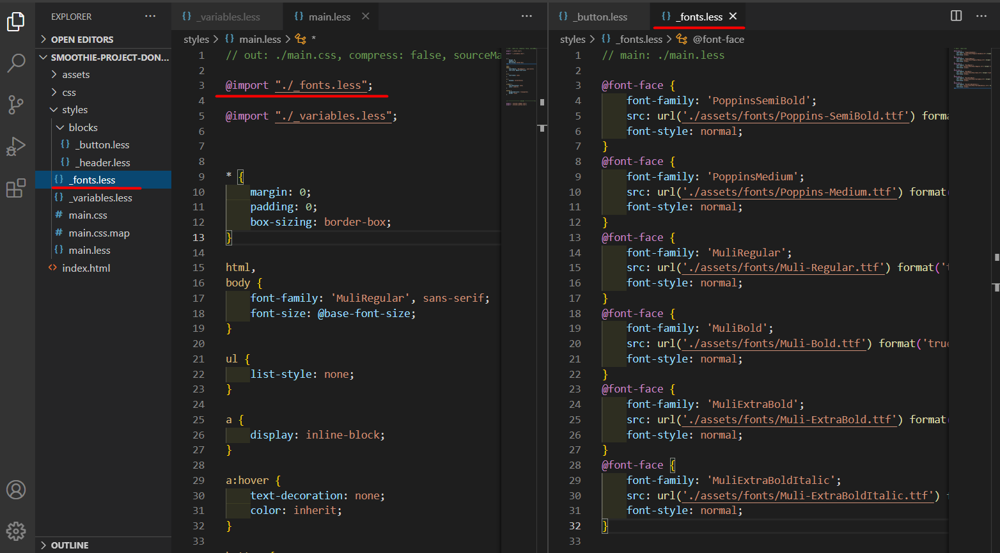 EXPLORER
OPEN EDITORS
SMOOTHIE-PROJECT-DON...
assets
css
styles
blocks
{} _button.less
{} _header.less
{} _fonts.less
{} _variables.less
# main.css
# main.css.map
{} main.less
<> index.html
OUTLINE
{} _variables.less
{} main.less
styles > {} main.less > *
1 // out: ./main.css, compress: false, sourceMa
2
3 @import "./_fonts.less";
4
5 @import "./_variables.less";
6
7
8
9 * {
10 margin: 0;
11 padding: 0;
12 box-sizing: border-box;
13 }
14
15 html,
16 body {
17 font-family: 'MuliRegular', sans-serif;
18 font-size: @base-font-size;
19 }
20
21 ul {
22 list-style: none;
23 }
24
25 a {
26 display: inline-block;
27 }
28
29 a:hover {
30 text-decoration: none;
31 color: inherit;
32 }
33
{} _button.less
{} _fonts.less
styles > {} _fonts.less > @font-face
1 // main: ./main.less
2
3 @font-face {
4 font-family: 'PoppinsSemiBold';
5 src: url('./assets/fonts/Poppins-SemiBold.ttf') forma
6 font-style: normal;
7 }
8 @font-face {
9 font-family: 'PoppinsMedium';
10 src: url('./assets/fonts/Poppins-Medium.ttf') format(
11 font-style: normal;
12 }
13 @font-face {
14 font-family: 'MuliRegular';
15 src: url('./assets/fonts/Muli-Regular.ttf') format('t
16 font-style: normal;
17 }
18 @font-face {
19 font-family: 'MuliBold';
20 src: url('./assets/fonts/Muli-Bold.ttf') format('true
21 font-style: normal;
22 }
23 @font-face {
24 font-family: 'MuliExtraBold';
25 src: url('./assets/fonts/Muli-ExtraBold.ttf') format(
26 font-style: normal;
27 }
28 @font-face {
29 font-family: 'MuliExtraBoldItalic';
30 src: url('./assets/fonts/Muli-ExtraBoldItalic.ttf') f
31 font-style: normal;
32 }
33